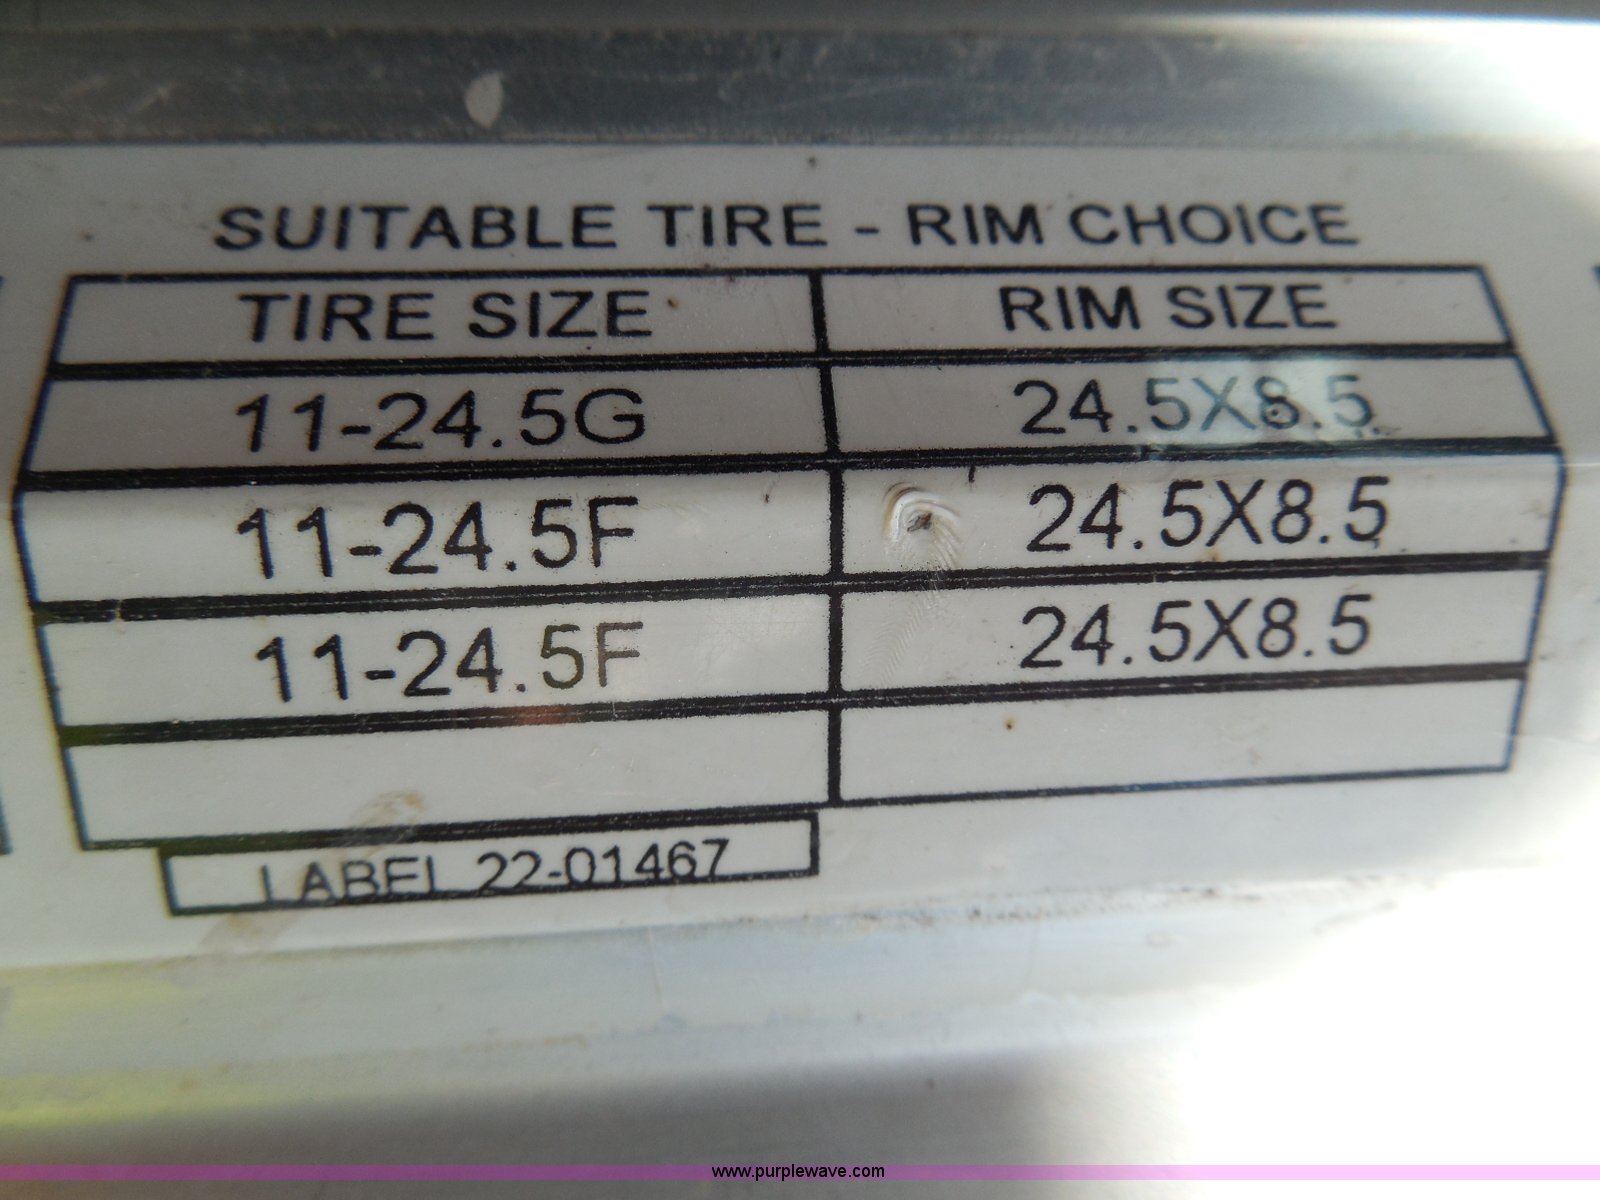 SUITABLE TIRE - RIM CHOICE
TIRE SIZE RIM SIZE
11-24.5G 24.5X8.5
11-24.5F 24.5X8.5
11-24.5F 24.5X8.5
LABEL 22-01467
www.purplewave.com